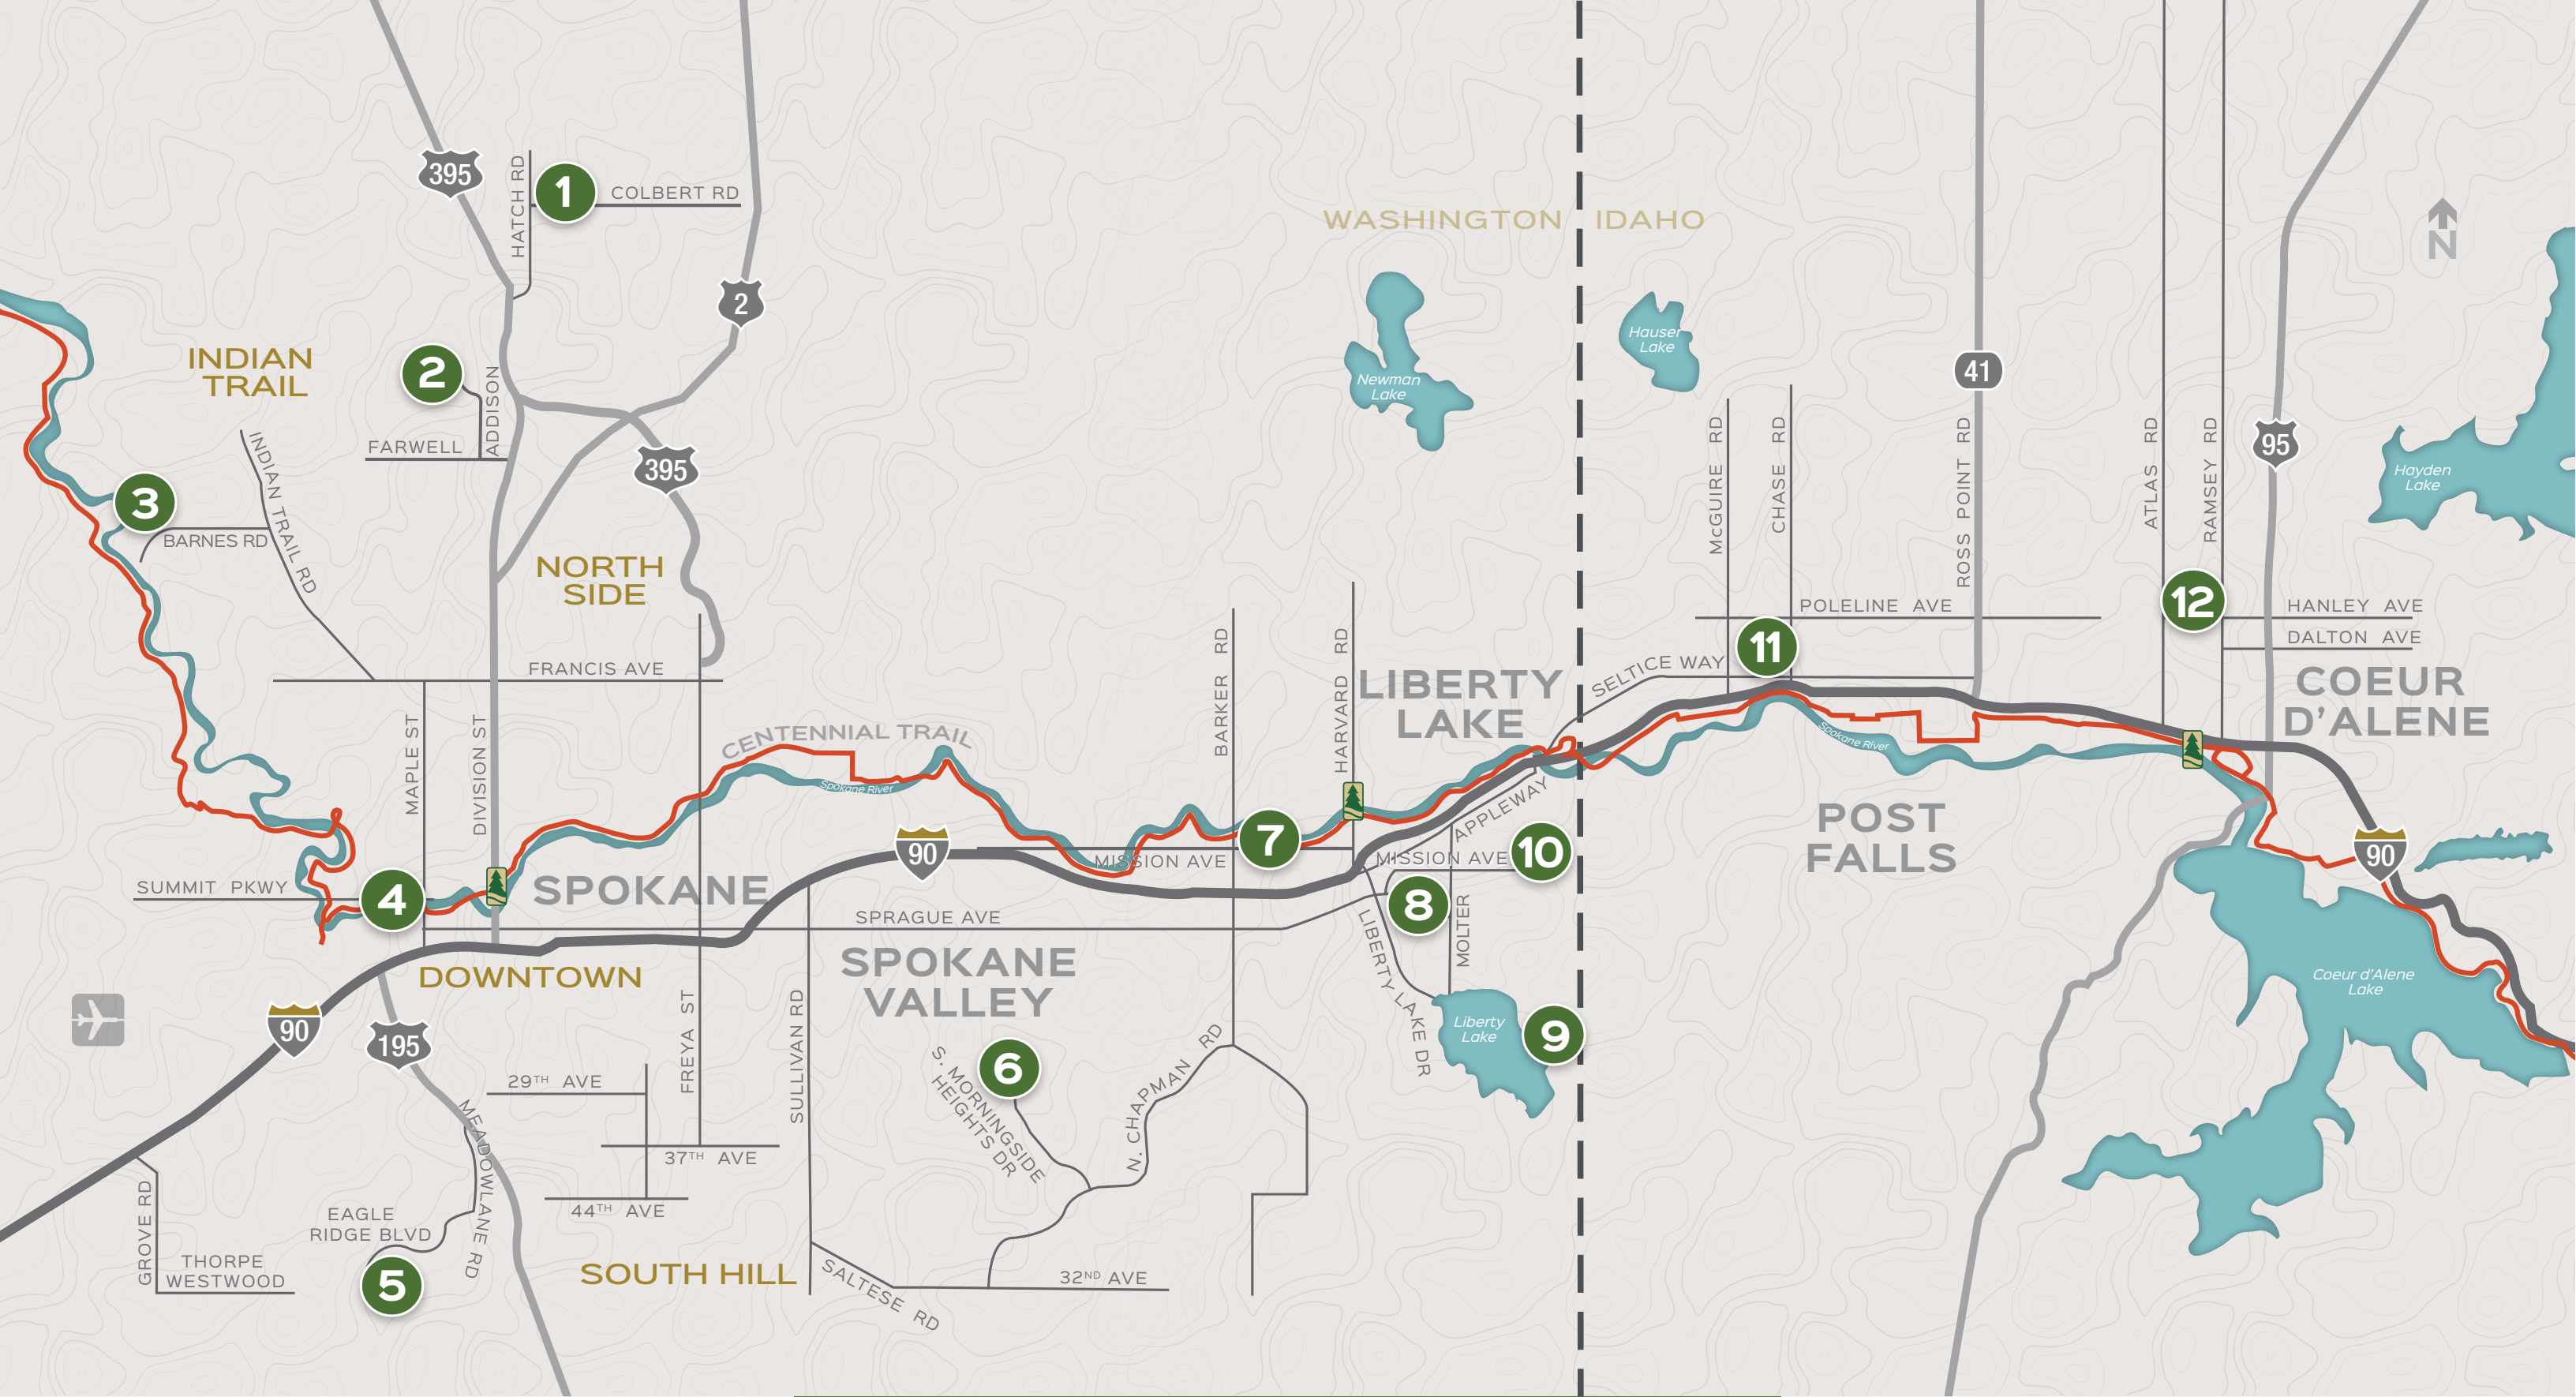 395
HATCH RD
1
COLBERT RD
WASHINGTON
IDAHO
N
2
INDIAN
TRAIL
2
ADDISON
FARWELL
395
Newman
Lake
Hauser
Lake
41
95
Hayden
Lake
3
BARNES RD
INDIAN TRAIL RD
NORTH
SIDE
McGUIRE RD
CHASE RD
ROSS POINT RD
ATLAS RD
RAMSEY RD
12
POLELINE AVE
HANLEY AVE
DALTON AVE
11
FRANCIS AVE
SELTICE WAY
LIBERTY
LAKE
COEUR
D'ALENE
BARKER RD
HARVARD RD
MAPLE ST
DIVISION ST
CENTENNIAL TRAIL
Spokane River
Spokane River
APPLEWAY
POST
FALLS
90
MISSION AVE
7
MISSION AVE
10
90
SUMMIT PKWY
4
SPOKANE
SPRAGUE AVE
8
MOLTER
LIBERTY LAKE DR
DOWNTOWN
SPOKANE
VALLEY
Coeur d'Alene
Lake
90
195
FREYA ST
SULLIVAN RD
Liberty
Lake
9
6
S. MORNINGSIDE
HEIGHTS DR
N. CHAPMAN RD
29TH AVE
MEADOWLANE RD
37TH AVE
44TH AVE
GROVE RD
EAGLE
RIDGE BLVD
THORPE
WESTWOOD
5
SOUTH HILL
SALTESE RD
32ND AVE